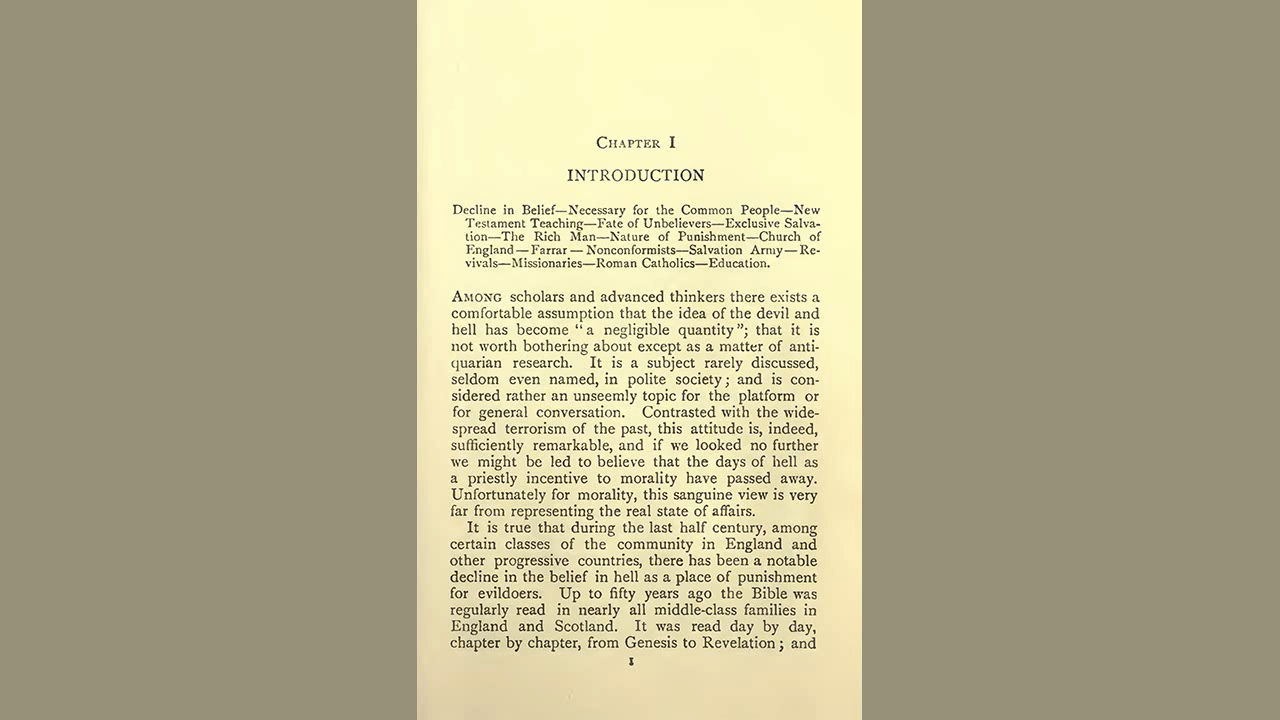 Chapter I
INTRODUCTION
Decline in Belief—Necessary for the Common People—New
Testament Teaching—Fate of Unbelievers—Exclusive Salva-
tion—The Rich Man—Nature of Punishment—Church of
England—Farrar—Nonconformists—Salvation Army—Re-
vivals—Missionaries—Roman Catholics—Education.
Among scholars and advanced thinkers there exists a
comfortable assumption that the idea of the devil and
hell has become "a negligible quantity"; that it is
not worth bothering about except as a matter of anti-
quarian research. It is a subject rarely discussed,
seldom even named, in polite society; and is con-
sidered rather an unseemly topic for the platform or
for general conversation. Contrasted with the wide-
spread terrorism of the past, this attitude is, indeed,
sufficiently remarkable, and if we looked no further
we might be led to believe that the days of hell as
a priestly incentive to morality have passed away.
Unfortunately for morality, this sanguine view is very
far from representing the real state of affairs.
It is true that during the last half century, among
certain classes of the community in England and
other progressive countries, there has been a notable
decline in the belief in hell as a place of punishment
for evildoers. Up to fifty years ago the Bible was
regularly read in nearly all middle-class families in
England and Scotland. It was read day by day,
chapter by chapter, from Genesis to Revelation; and
1